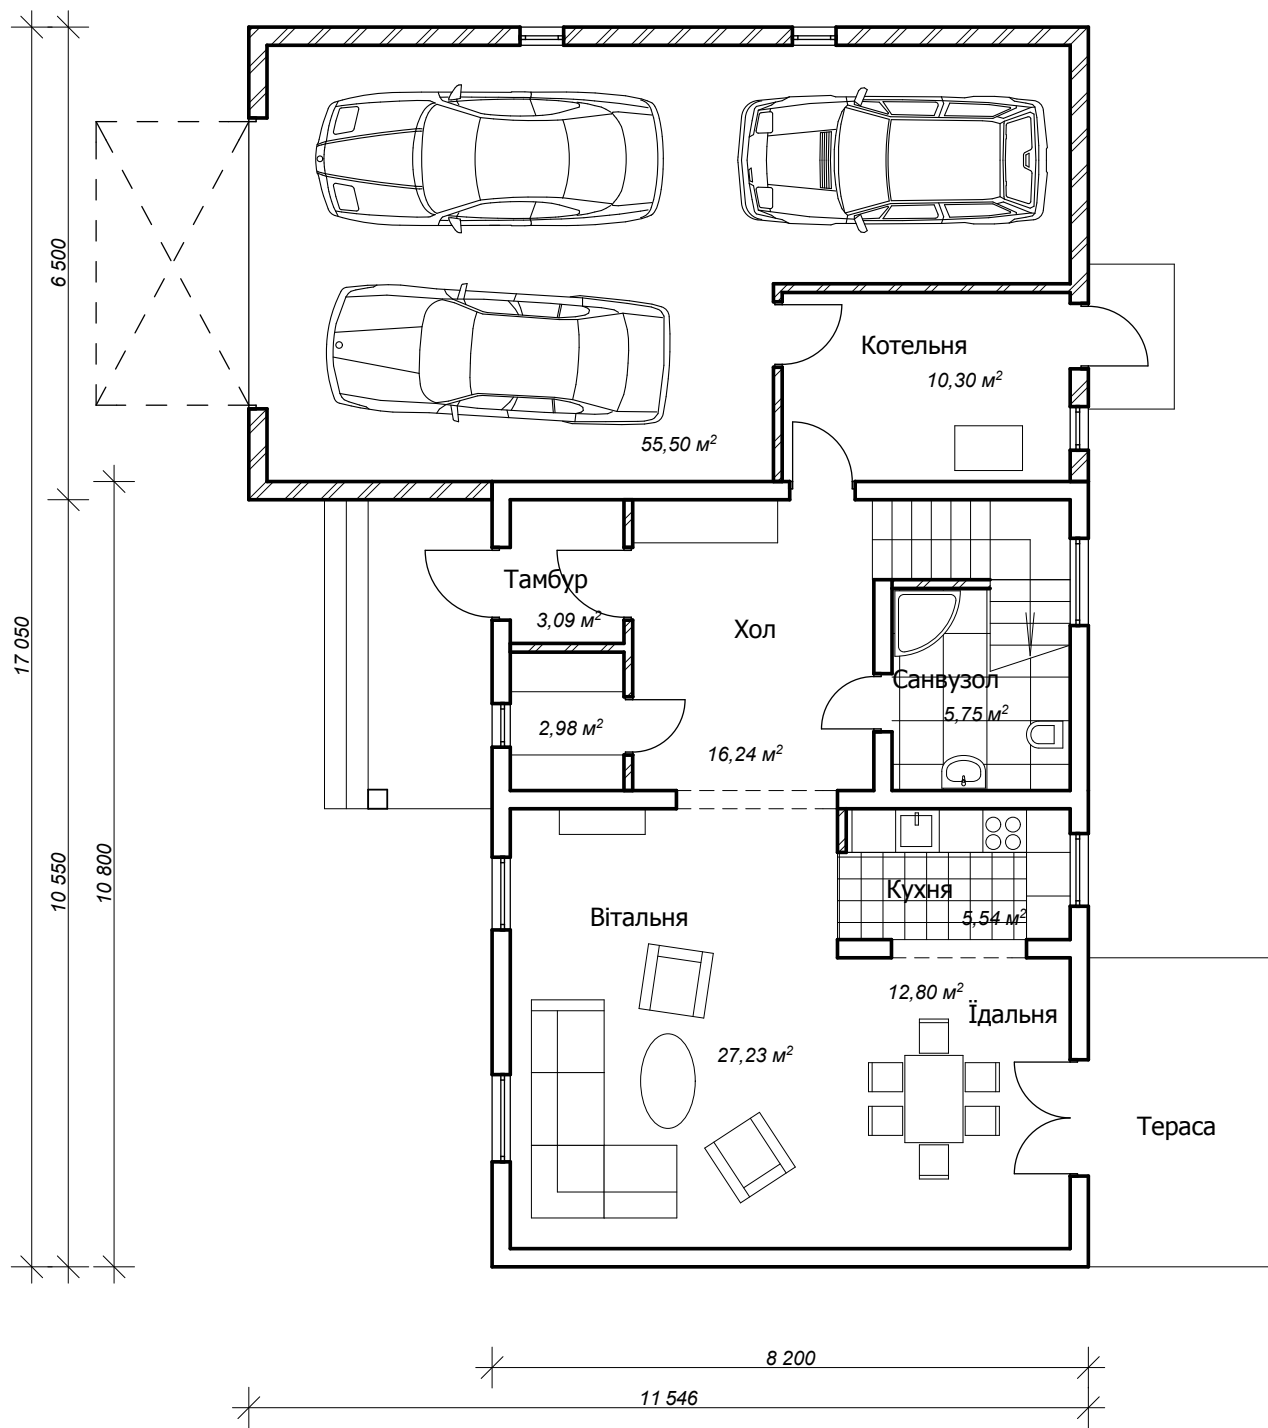 6 500
Котельня
10,30 м²
55,50 м²
Тамбур
3,09 м²
Хол
17 050
Санвузол
5,75 м²
2,98 м²
16,24 м²
10 550
10 800
Кухня
5,54 м²
Вітальня
12,80 м²
Їдальня
27,23 м²
Тераса
8 200
11 546